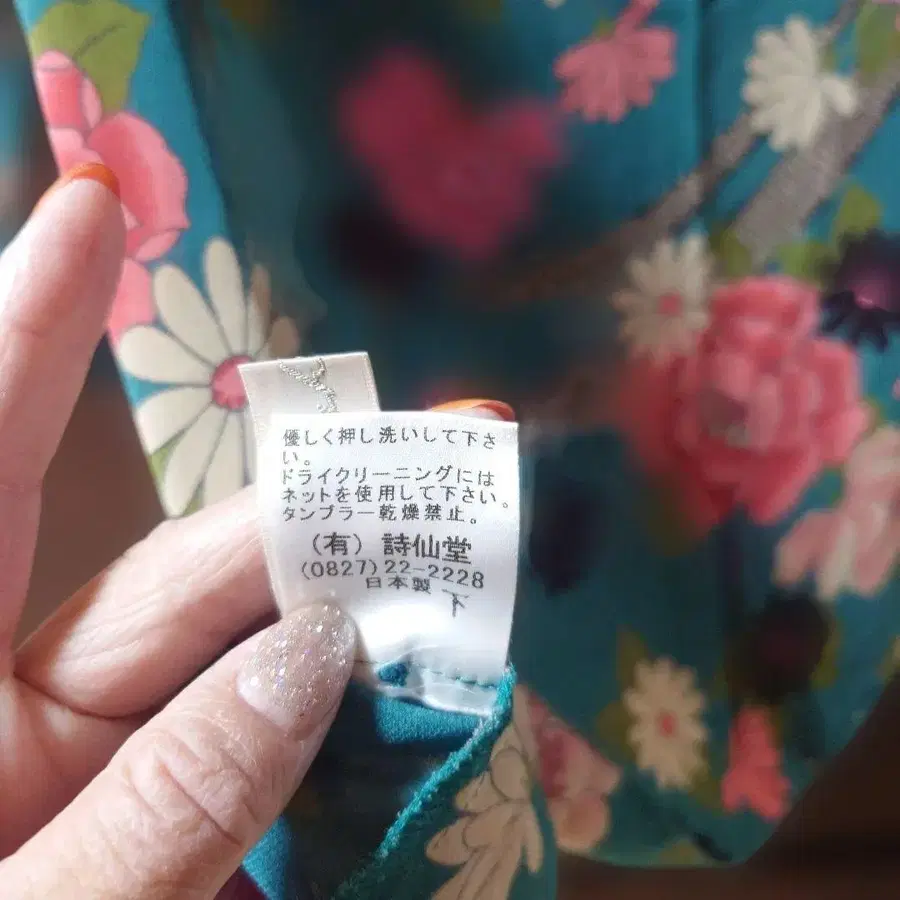 優しく押し洗いして下さ
い。
ドライクリーニングには
ネットを使用して下さい。
タンブラー乾燥禁止。
(有) 詩仙堂
(0827)22-2228
日本製
下